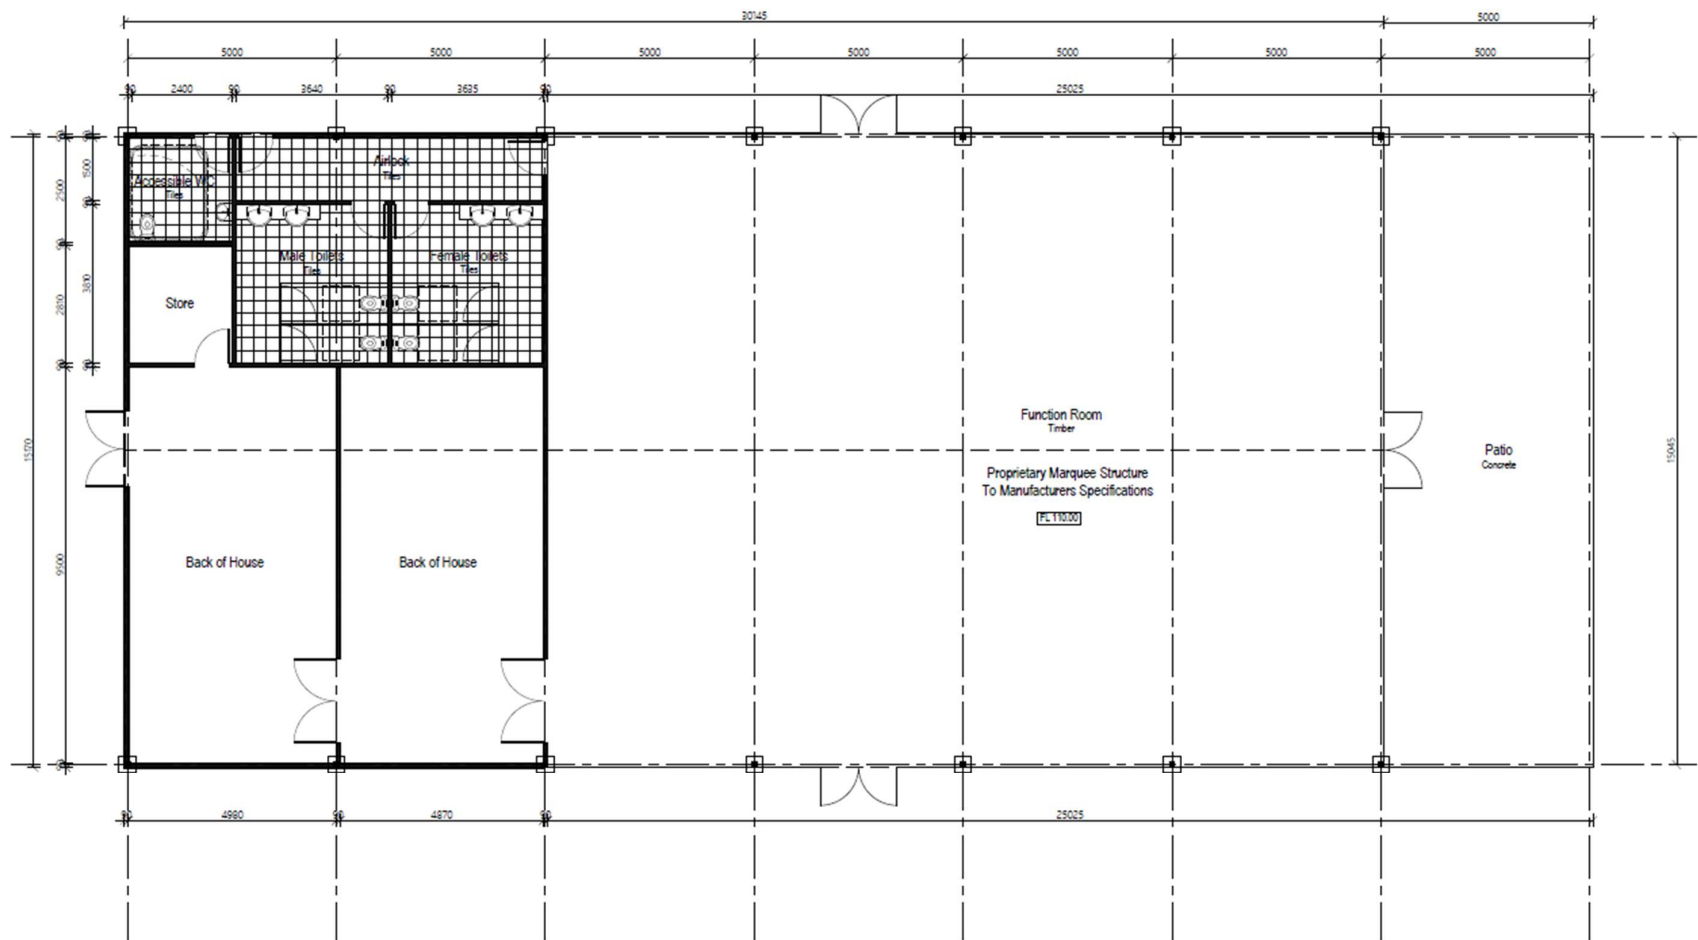 30145
5000
5000
5000
5000
5000
5000
5000
5000
90
2400
90
3640
90
3635
90
25025
Airlock
Tiles
Accessible WC
Tiles
1500
2500
Male Toilets
Tiles
Female Toilets
Tiles
3810
2810
Store
Function Room
Timber
Patio
Concrete
15045
Proprietary Marquee Structure
To Manufacturers Specifications
FL 110.00
9500
Back of House
Back of House
90
4980
90
4870
90
25025